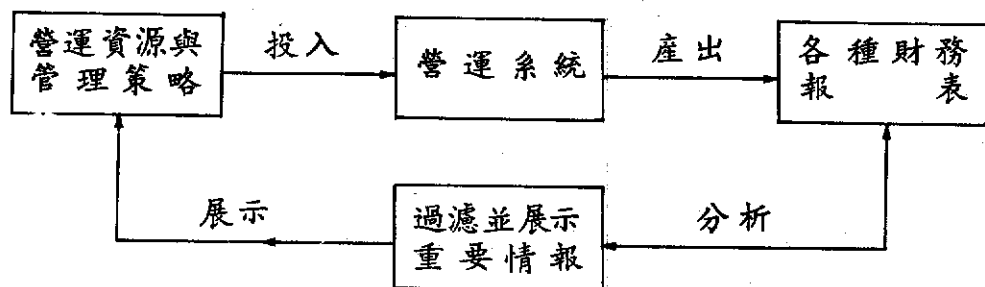 營運資源與
管理策略
投入
營運系統
產出
各種財務
報表
展示
過濾並展示
重要情報
分析